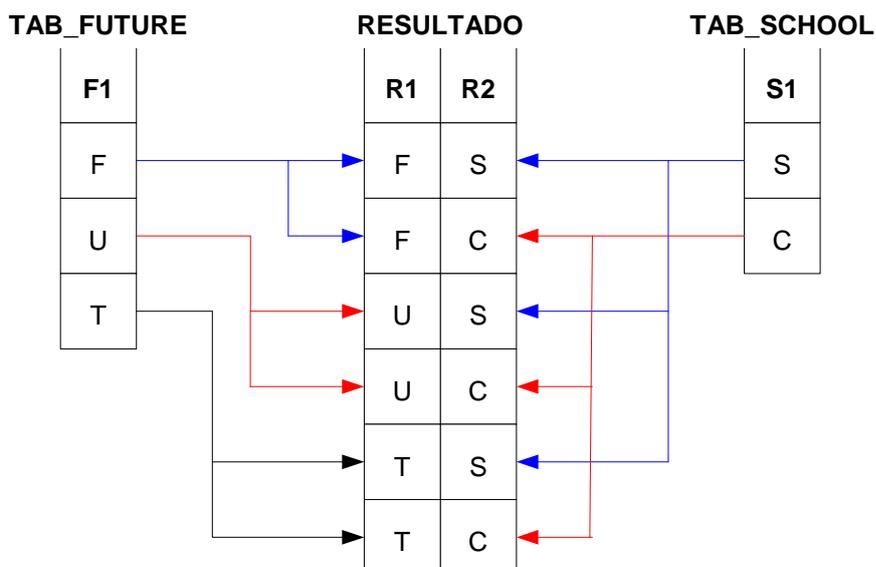 TAB_FUTURE RESULTADO TAB_SCHOOL
F1 R1 R2 S1
F F S S
U F C C
T U S
U C
T S
T C